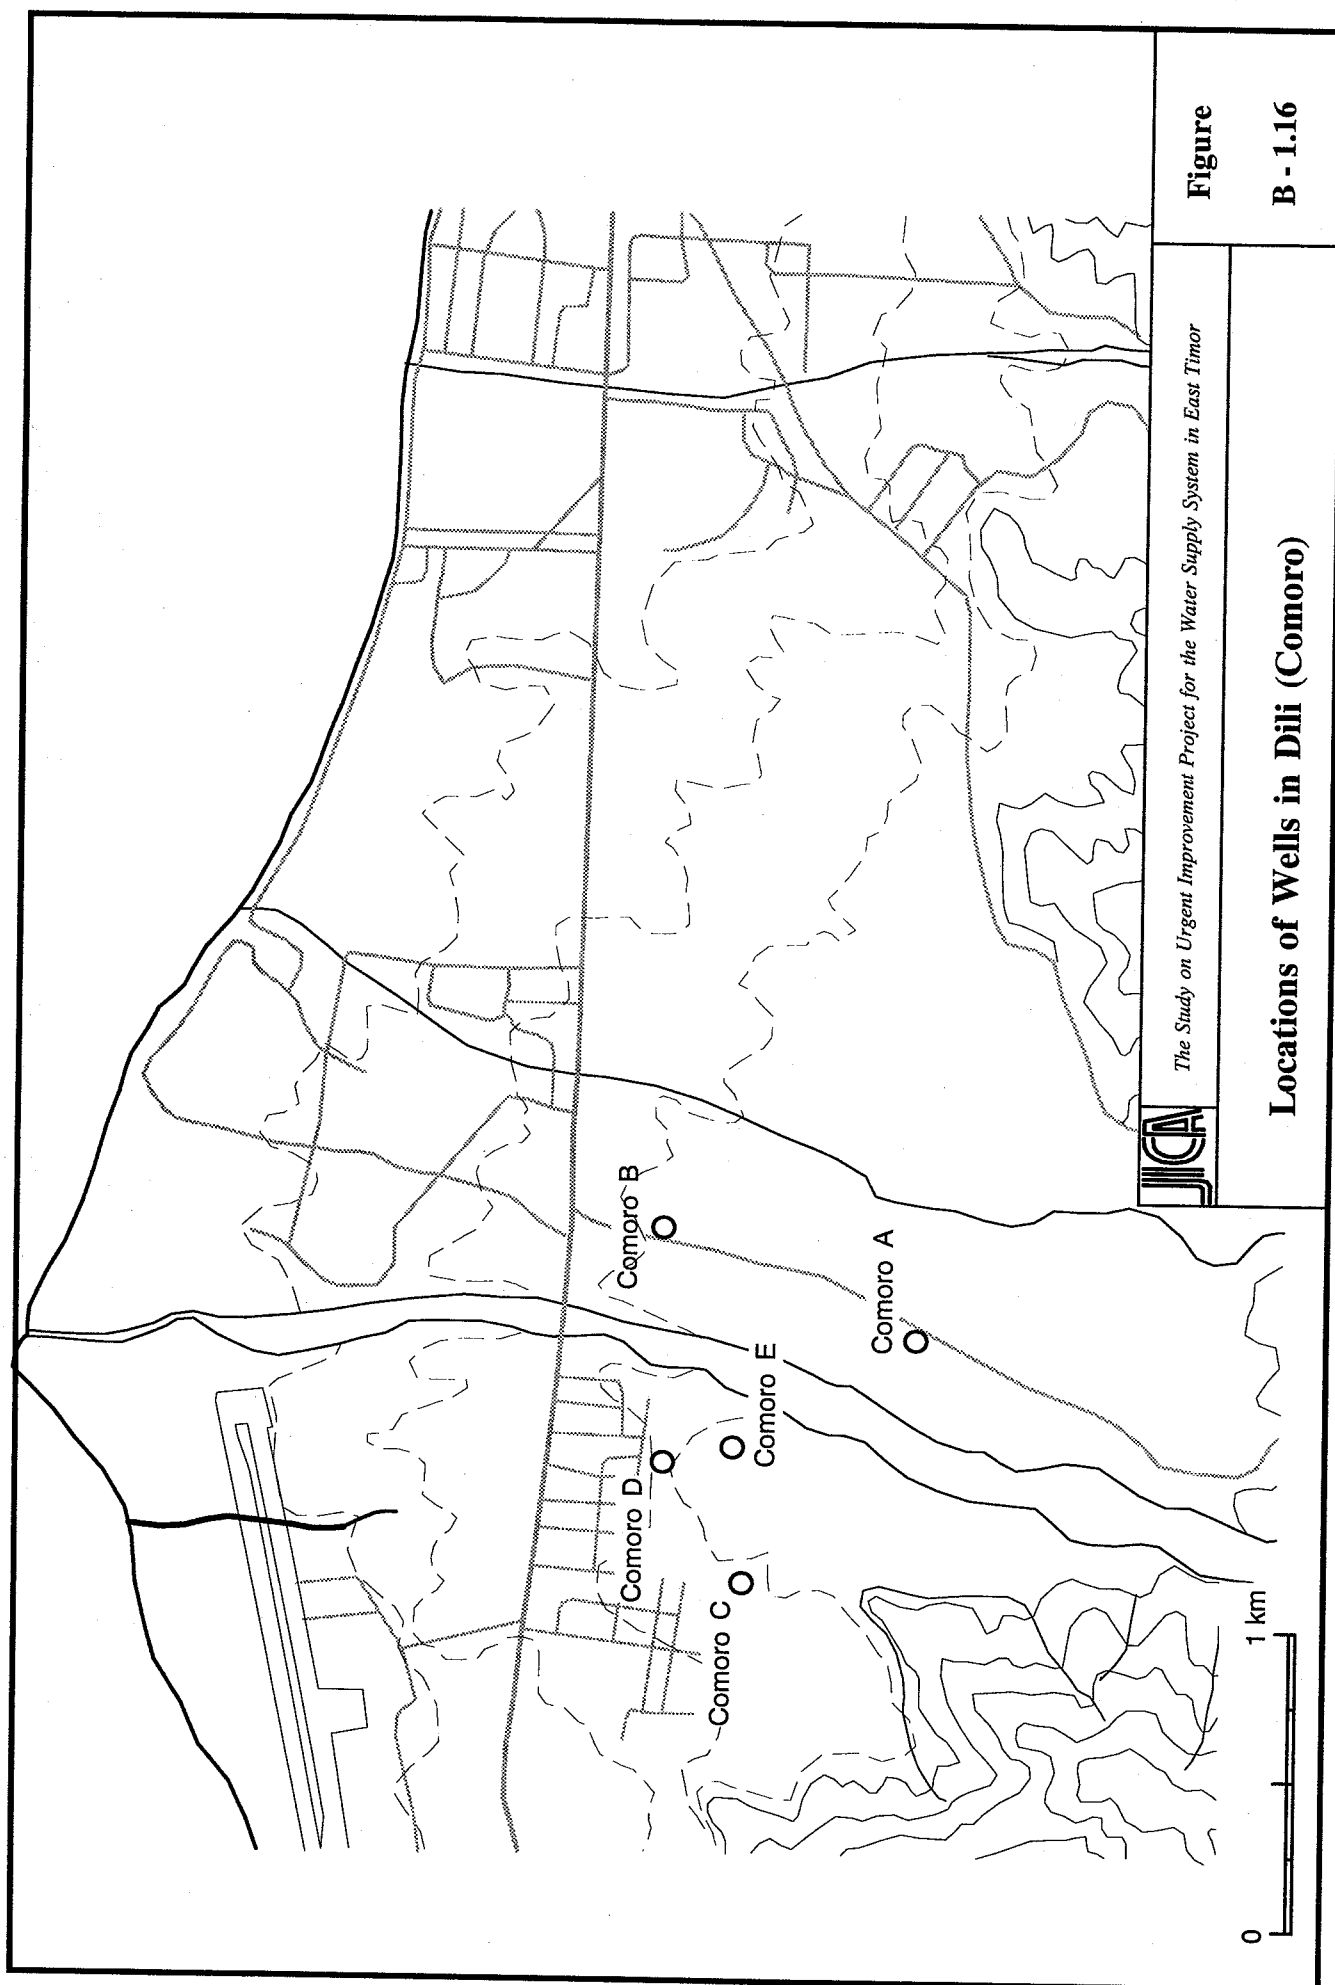 Comoro B
Comoro A
Comoro E
Comoro D
Comoro C
0 1 km
JICA
The Study on Urgent Improvement Project for the Water Supply System in East Timor
Locations of Wells in Dili (Comoro)
Figure
B - 1.16